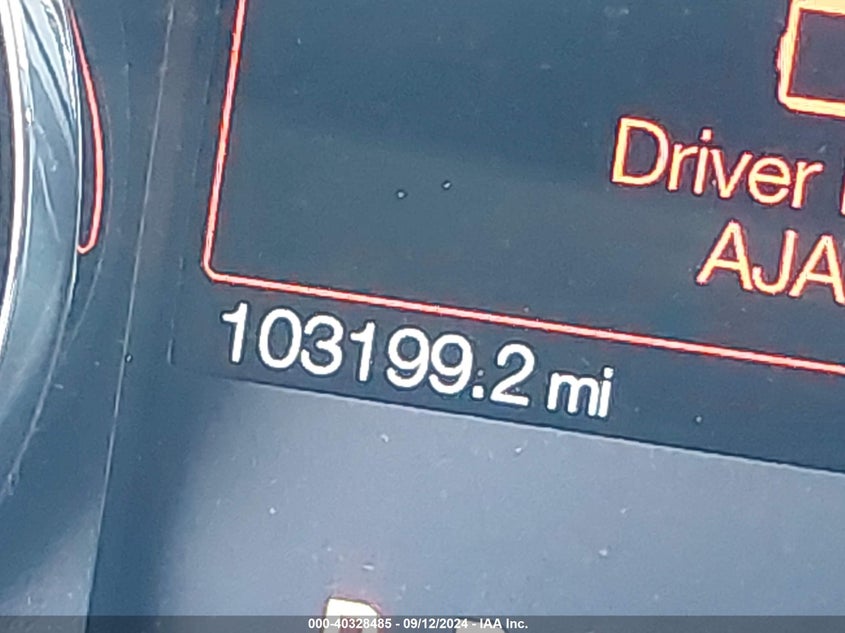 Driver
AJA
103199.2 mi
000-40328485 - 09/12/2024 - IAA Inc.